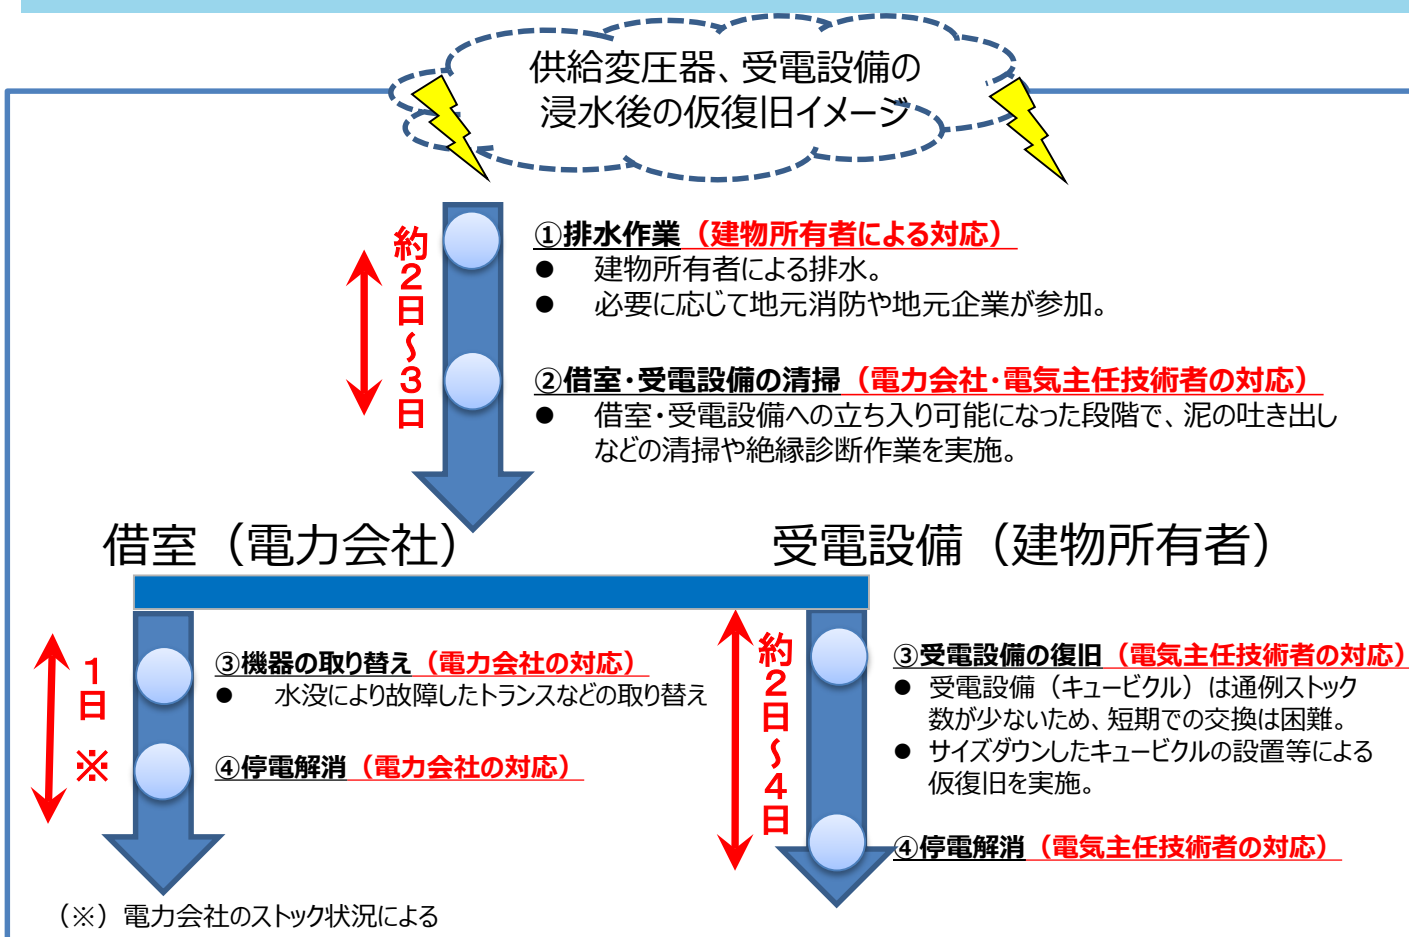 供給変圧器、受電設備の
浸水後の仮復旧イメージ
約2日～3日
①排水作業（建物所有者による対応）
● 建物所有者による排水。
● 必要に応じて地元消防や地元企業が参加。
②借室・受電設備の清掃（電力会社・電気主任技術者の対応）
● 借室・受電設備への立ち入り可能になった段階で、泥の吐き出し
などの清掃や絶縁診断作業を実施。
借室（電力会社）
1日※
③機器の取り替え（電力会社の対応）
● 水没により故障したトランスなどの取り替え
④停電解消（電力会社の対応）
（※）電力会社のストック状況による
受電設備（建物所有者）
約2日～4日
③受電設備の復旧（電気主任技術者の対応）
● 受電設備（キュービクル）は通例ストック
数が少ないため、短期での交換は困難。
● サイズダウンしたキュービクルの設置等による
仮復旧を実施。
④停電解消（電気主任技術者の対応）